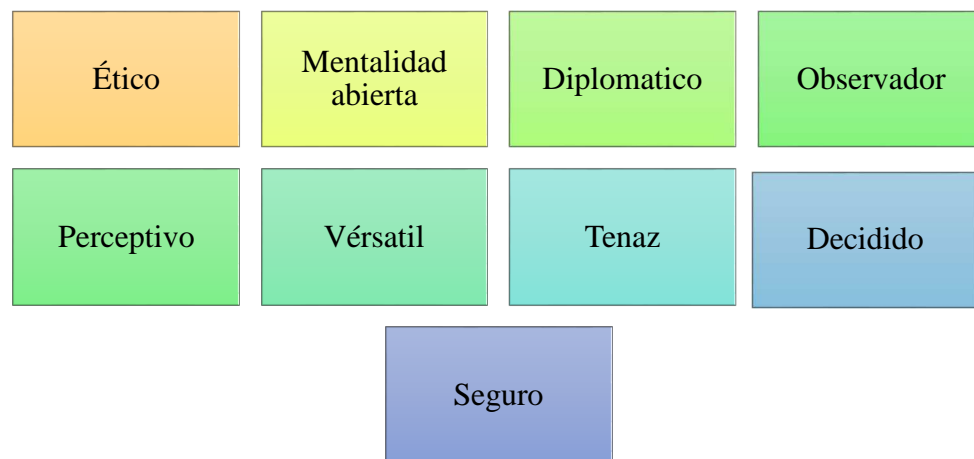 Ético
Mentalidad
abierta
Diplomatico
Observador
Perceptivo
Vérsatil
Tenaz
Decidido
Seguro